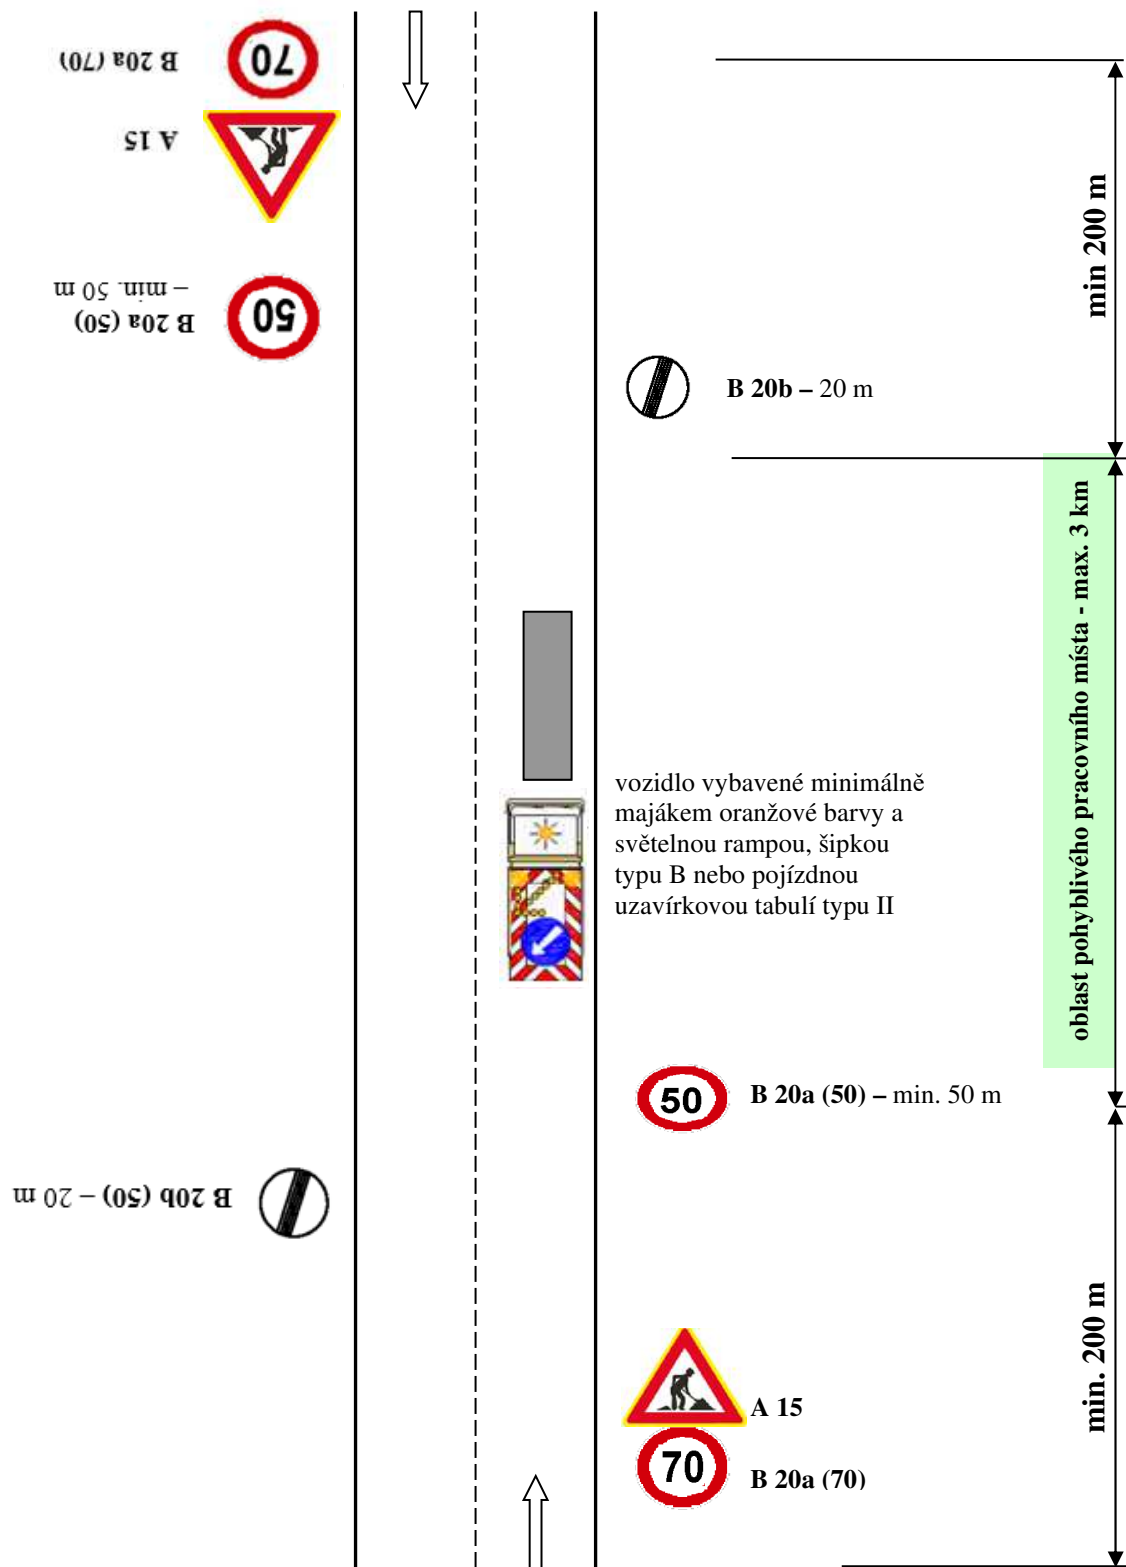 B 20a (70)
70
A 15
B 20a (50)
– min. 50 m
50
min 200 m
B 20b – 20 m
oblast pohyblivého pracovního místa - max. 3 km
vozidlo vybavené minimálně
majákem oranžové barvy a
světelnou rampou, šipkou
typu B nebo pojízdnou
uzavírkovou tabulí typu II
50
B 20a (50) – min. 50 m
B 20b (50) – 20 m
min. 200 m
A 15
70
B 20a (70)